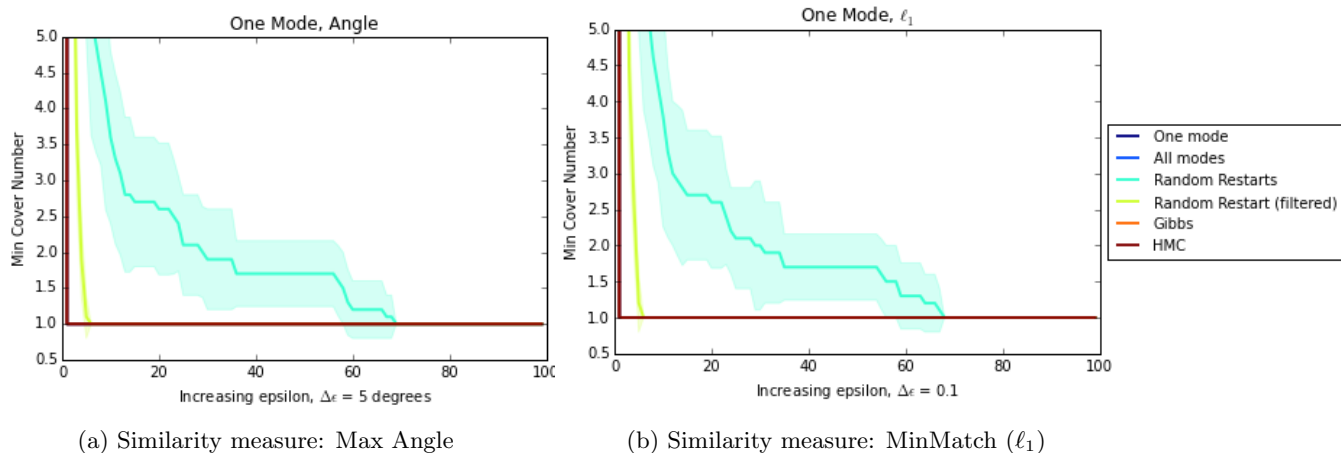 One Mode, Angle
5.0
4.5
4.0
3.5
3.0
2.5
2.0
1.5
1.0
0.5
Min Cover Number
0
20
40
60
80
100
Increasing epsilon, Δϵ = 5 degrees
(a) Similarity measure: Max Angle
One Mode, ℓ₁
5.0
4.5
4.0
3.5
3.0
2.5
2.0
1.5
1.0
0.5
Min Cover Number
0
20
40
60
80
100
Increasing epsilon, Δϵ = 0.1
(b) Similarity measure: MinMatch (ℓ₁)
One mode
All modes
Random Restarts
Random Restart (filtered)
Gibbs
HMC